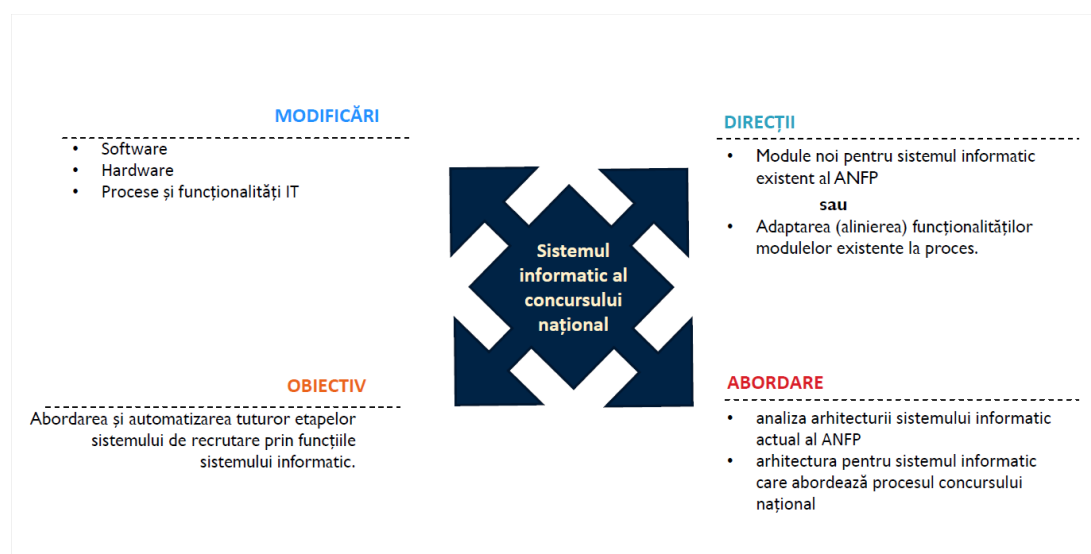 MODIFICĂRI
• Software
• Hardware
• Procese și funcționalități IT
DIRECȚII
• Module noi pentru sistemul informatic
existent al ANFP
sau
• Adaptarea (alinierea) funcționalităților
modulelor existente la proces.
Sistemul
informatic al
concursului
național
OBIECTIV
Abordarea și automatizarea tuturor etapelor
sistemului de recrutare prin funcțiile
sistemului informatic.
ABORDARE
• analiza arhitecturii sistemului informatic
actual al ANFP
• arhitectura pentru sistemul informatic
care abordează procesul concursului
național